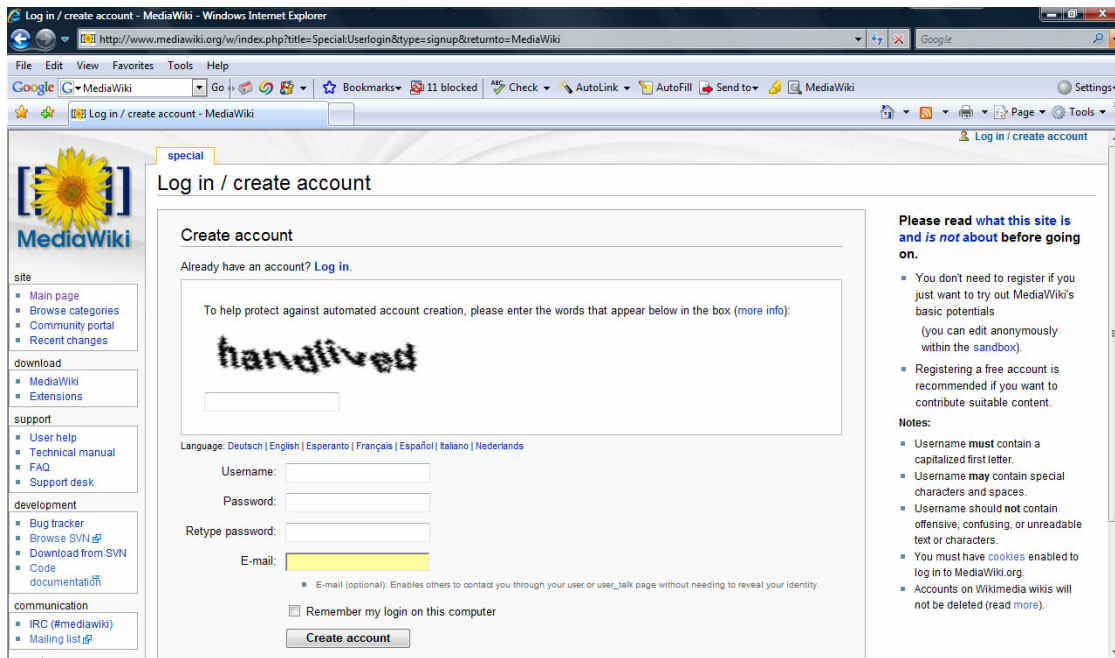 Log in / create account - MediaWiki - Windows Internet Explorer
http://www.mediawiki.org/w/index.php?title=Special:Userlogin&type=signup&returnto=MediaWiki
Google
File Edit View Favorites Tools Help
Google G MediaWiki Go Bookmarks 11 blocked Check AutoLink AutoFill Send to MediaWiki Settings
Log in / create account - MediaWiki Page Tools
Log in / create account
special
Log in / create account
MediaWiki
site
Main page
Browse categories
Community portal
Recent changes
download
MediaWiki
Extensions
support
User help
Technical manual
FAQ
Support desk
development
Bug tracker
Browse SVN
Download from SVN
Code
documentation
communication
IRC (#mediawiki)
Mailing list
Create account
Already have an account? Log in.
To help protect against automated account creation, please enter the words that appear below in the box (more info):
handlived
Language: Deutsch | English | Esperanto | Français | Español | Italiano | Nederlands
Username:
Password:
Retype password:
E-mail:
E-mail (optional): Enables others to contact you through your user or user_talk page without needing to reveal your identity.
Remember my login on this computer
Create account
Please read what this site is
and is not about before going
on.
You don't need to register if you
just want to try out MediaWiki's
basic potentials
(you can edit anonymously
within the sandbox).
Registering a free account is
recommended if you want to
contribute suitable content.
Notes:
Username must contain a
capitalized first letter.
Username may contain special
characters and spaces.
Username should not contain
offensive, confusing, or unreadable
text or characters.
You must have cookies enabled to
log in to MediaWiki.org.
Accounts on Wikimedia wikis will
not be deleted (read more).